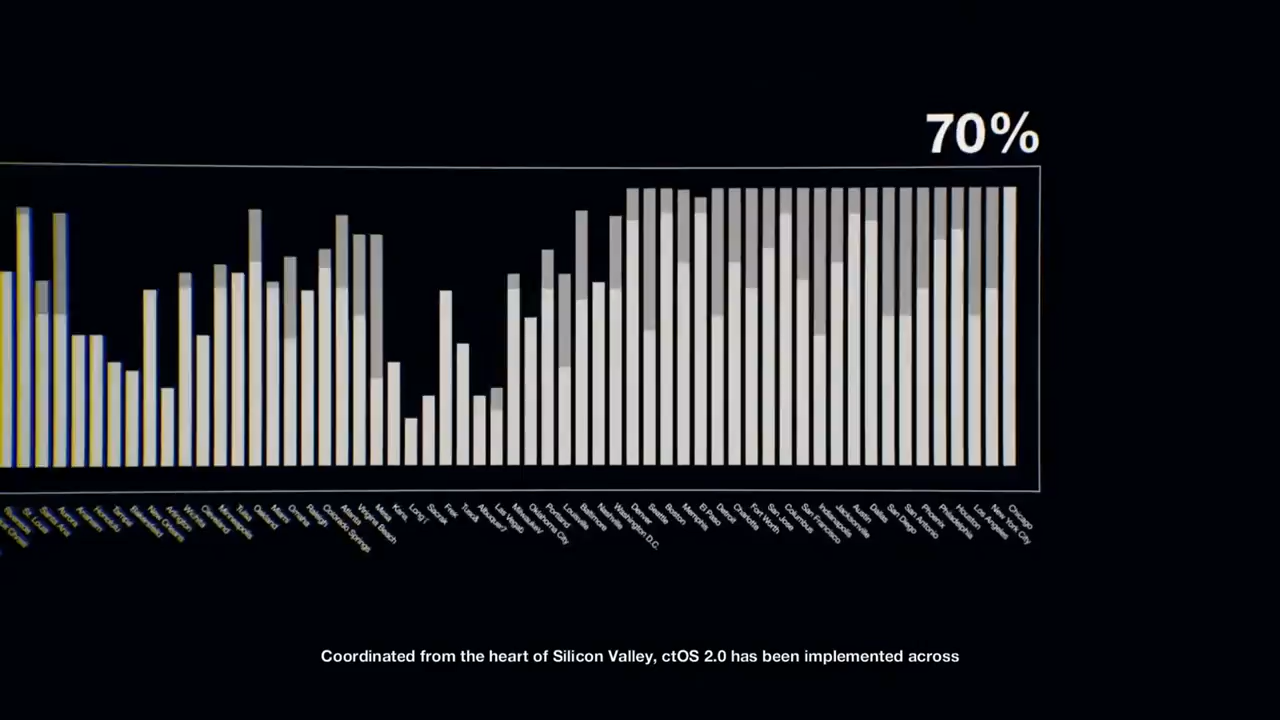 70%
St. Louis
Santa Ana
Aurora
Anaheim
Honolulu
Tampa
Bakersfield
New Orleans
Arlington
Wichita
Cleveland
Minneapolis
Tulsa
Oakland
Miami
Omaha
Raleigh
Colorado Springs
Atlanta
Virginia Beach
Mesa
Las Vegas
Milwaukee
Oklahoma City
Portland
Louisville
Baltimore
Nashville
Washington D.C.
Denver
Seattle
Boston
Memphis
El Paso
Detroit
Charlotte
Fort Worth
San Jose
Columbus
San Francisco
Indianapolis
Jacksonville
Austin
Dallas
San Diego
San Antonio
Phoenix
Philadelphia
Houston
Los Angeles
New York City
Chicago
Coordinated from the heart of Silicon Valley, ctOS 2.0 has been implemented across